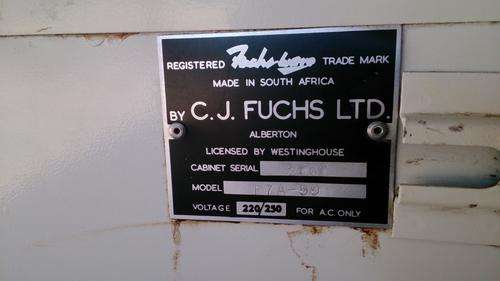 REGISTERED Fuchs-ware TRADE MARK
MADE IN SOUTH AFRICA
BY C.J. FUCHS LTD.
ALBERTON
LICENSED BY WESTINGHOUSE
CABINET SERIAL
MODEL
VOLTAGE 220/250 FOR A.C ONLY